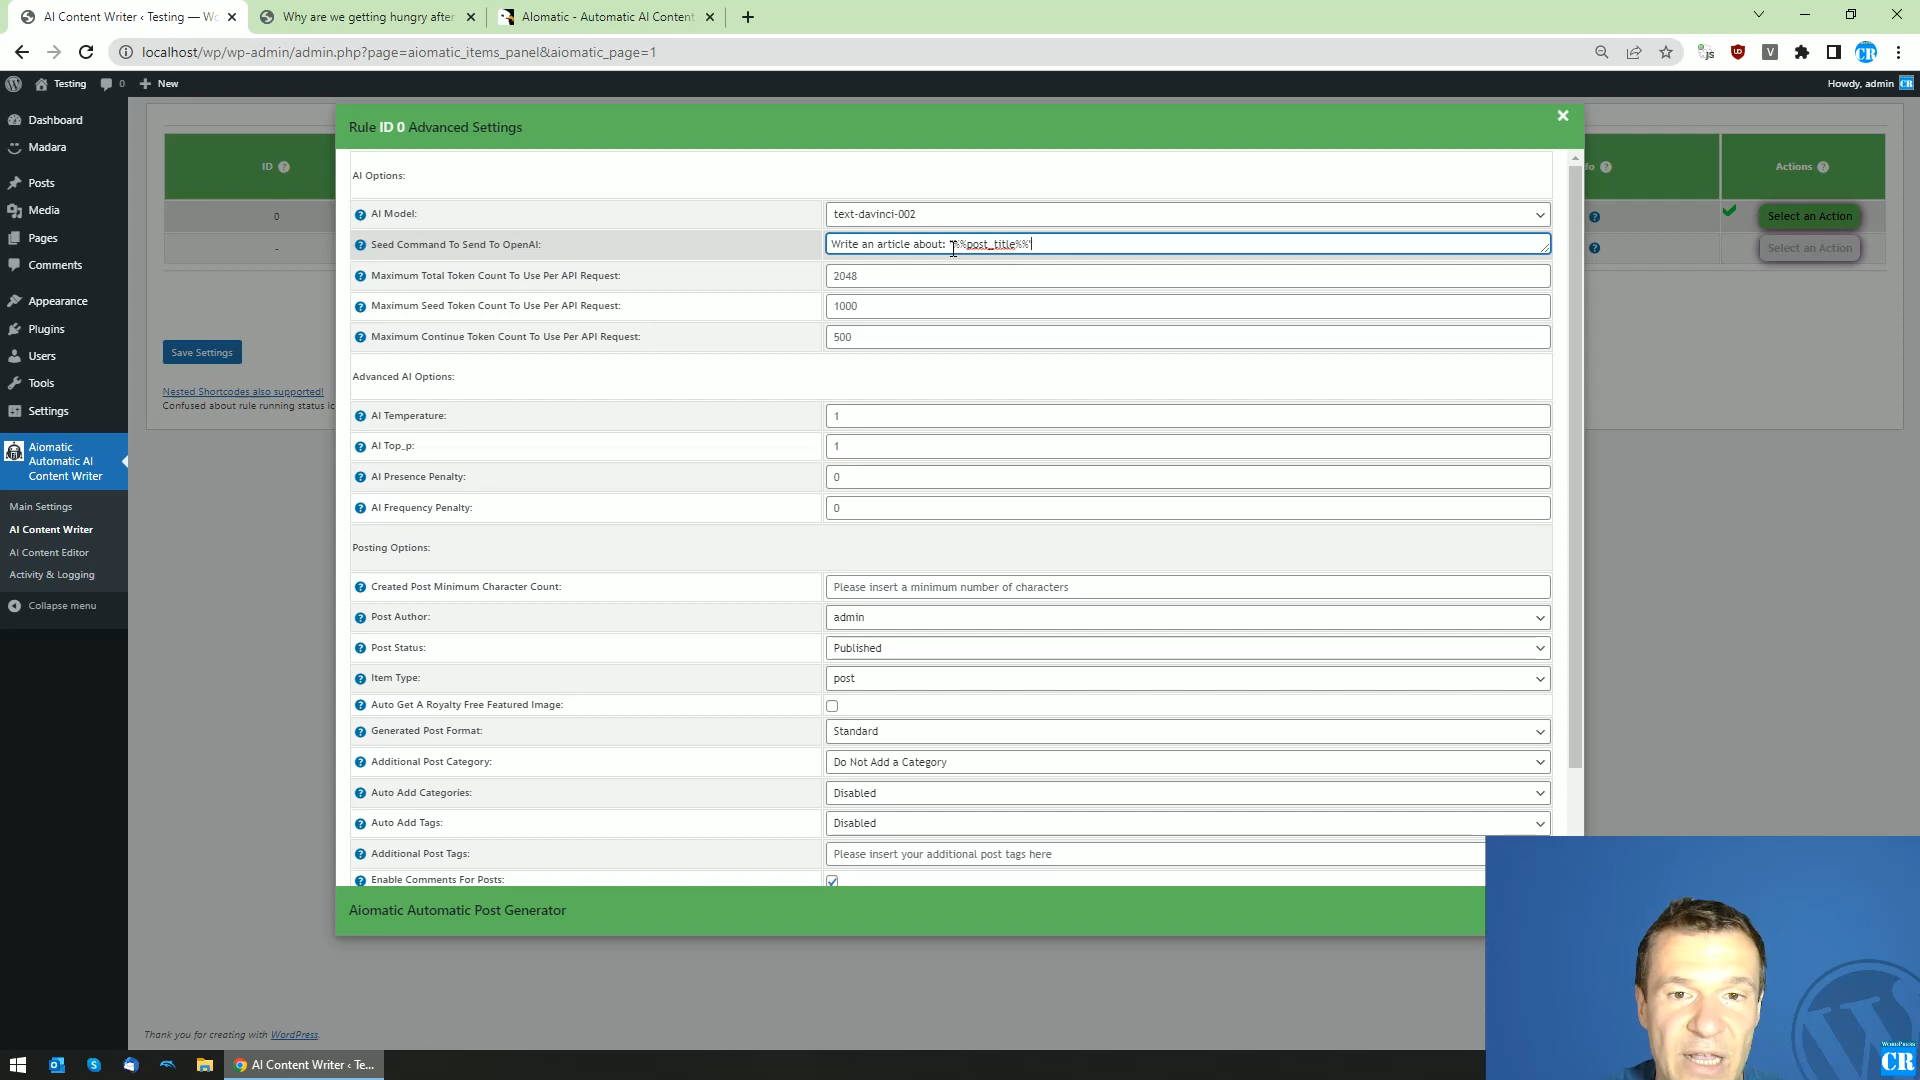 AI Content Writer ‹ Testing — Wo
Why are we getting hungry after
AIomatic - Automatic AI Content
localhost/wp/wp-admin/admin.php?page=aiomatic_items_panel&aiomatic_page=1
Testing 0 New
Howdy, admin
Dashboard
Madara
Posts
Media
Pages
Comments
Appearance
Plugins
Users
Tools
Settings
Aiomatic
Automatic AI
Content Writer
Main Settings
AI Content Writer
AI Content Editor
Activity & Logging
Collapse menu
ID
Actions
0
-
Select an Action
Select an Action
Save Settings
Nested Shortcodes also supported!
Confused about rule running status ic
Rule ID 0 Advanced Settings
AI Options:
AI Model: text-davinci-002
Seed Command To Send To OpenAI: Write an article about: "%%post_title%%"
Maximum Total Token Count To Use Per API Request: 2048
Maximum Seed Token Count To Use Per API Request: 1000
Maximum Continue Token Count To Use Per API Request: 500
Advanced AI Options:
AI Temperature: 1
AI Top_p: 1
AI Presence Penalty: 0
AI Frequency Penalty: 0
Posting Options:
Created Post Minimum Character Count: Please insert a minimum number of characters
Post Author: admin
Post Status: Published
Item Type: post
Auto Get A Royalty Free Featured Image:
Generated Post Format: Standard
Additional Post Category: Do Not Add a Category
Auto Add Categories: Disabled
Auto Add Tags: Disabled
Additional Post Tags: Please insert your additional post tags here
Enable Comments For Posts:
Aiomatic Automatic Post Generator
Thank you for creating with WordPress.
AI Content Writer ‹ Te...
WORDPRESS
CR